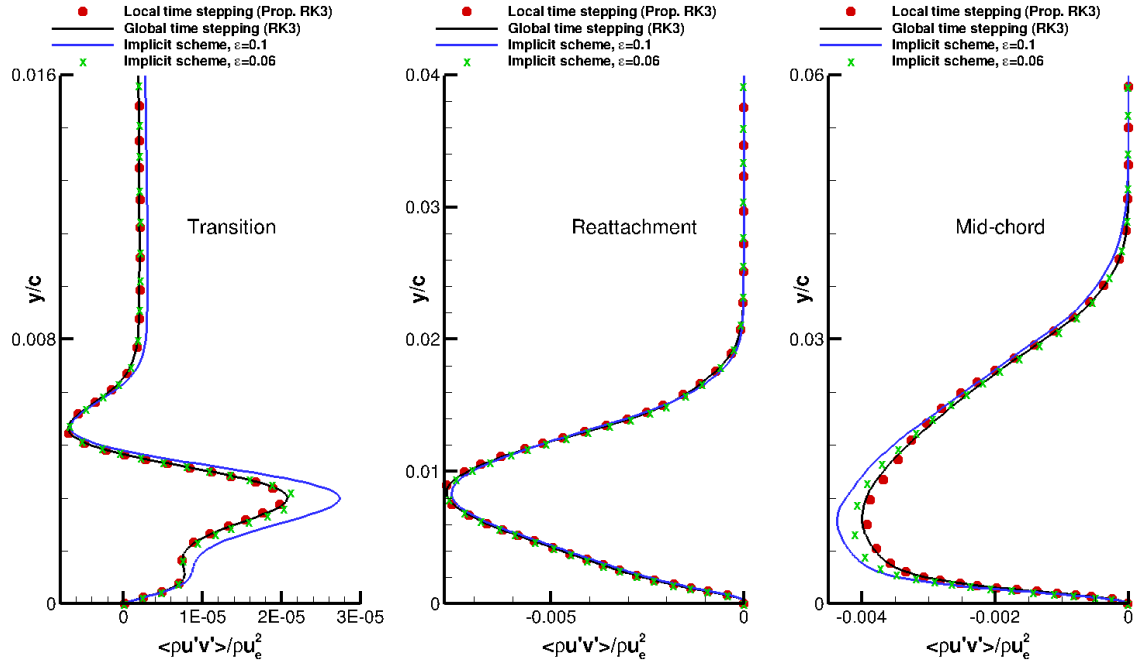 Local time stepping (Prop. RK3)
Global time stepping (RK3)
Implicit scheme, ε=0.1
Implicit scheme, ε=0.06
0.016
0.008
0
y/c
Transition
0
1E-05
2E-05
3E-05
<ρu'v'>/ρu_e^2
Local time stepping (Prop. RK3)
Global time stepping (RK3)
Implicit scheme, ε=0.1
Implicit scheme, ε=0.06
0.04
0.03
0.02
0.01
0
y/c
Reattachment
-0.005
0
<ρu'v'>/ρu_e^2
Local time stepping (Prop. RK3)
Global time stepping (RK3)
Implicit scheme, ε=0.1
Implicit scheme, ε=0.06
0.06
0.03
0
y/c
Mid-chord
-0.004
-0.002
0
<ρu'v'>/ρu_e^2